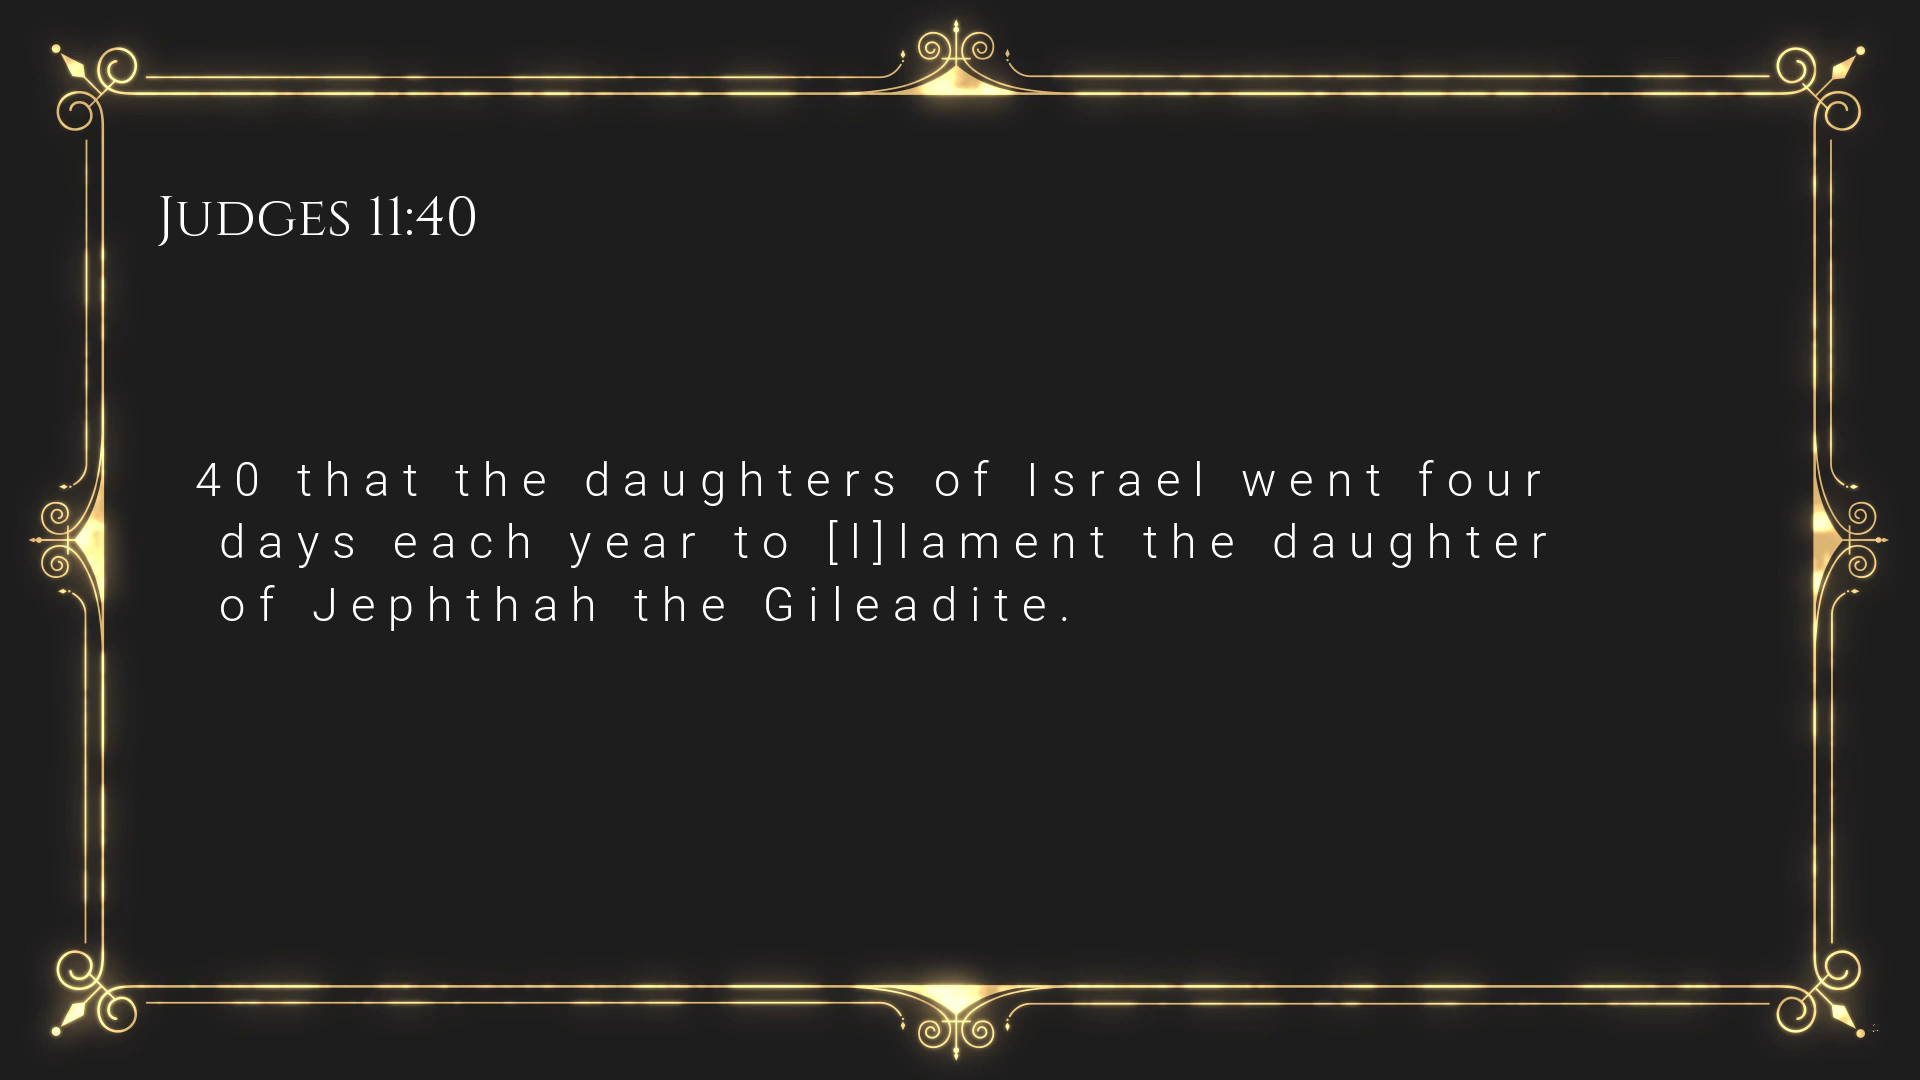 Judges 11:40
40 that the daughters of Israel went four
days each year to [l]lament the daughter
of Jephthah the Gileadite.